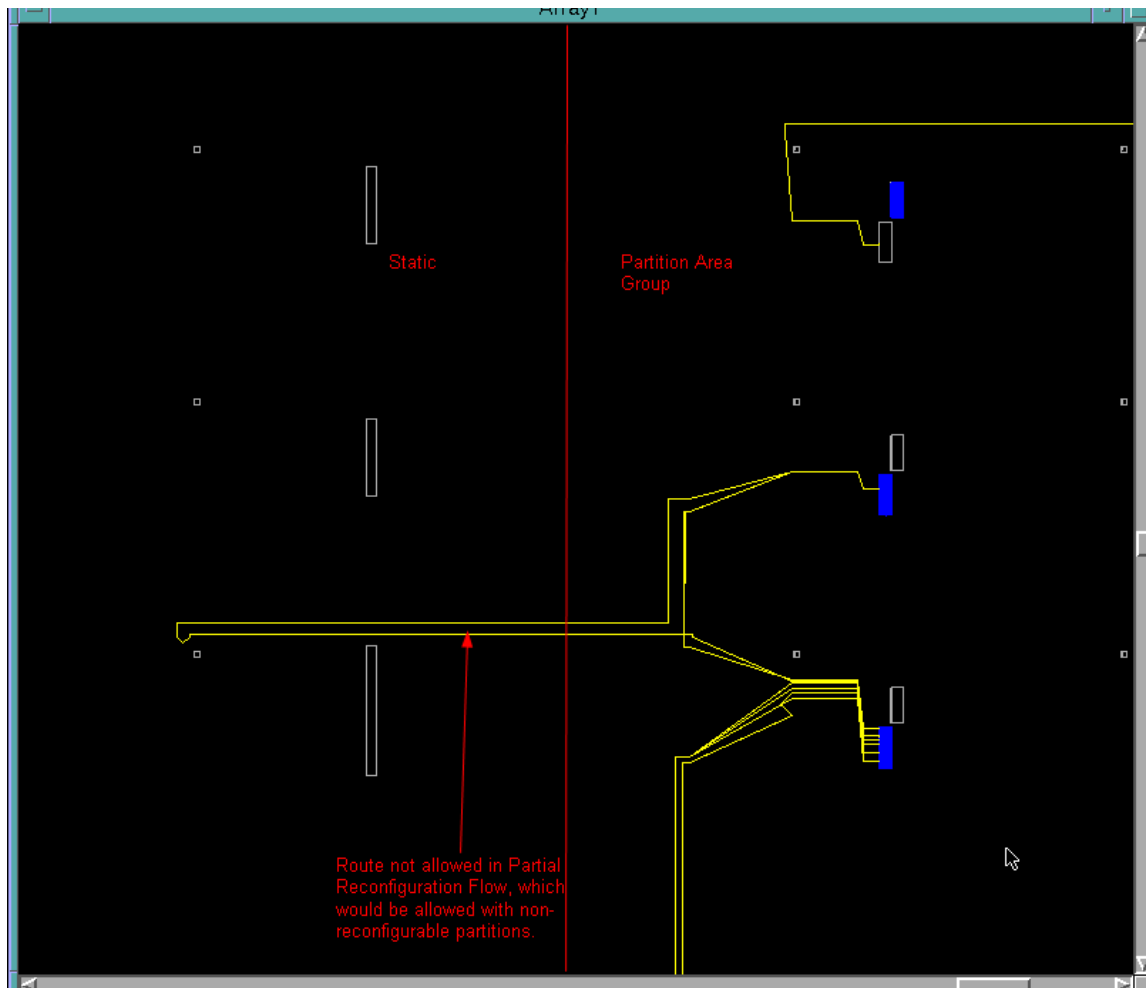 Array1
Static
Partition Area
Group
Route not allowed in Partial
Reconfiguration Flow, which
would be allowed with non-
reconfigurable partitions.